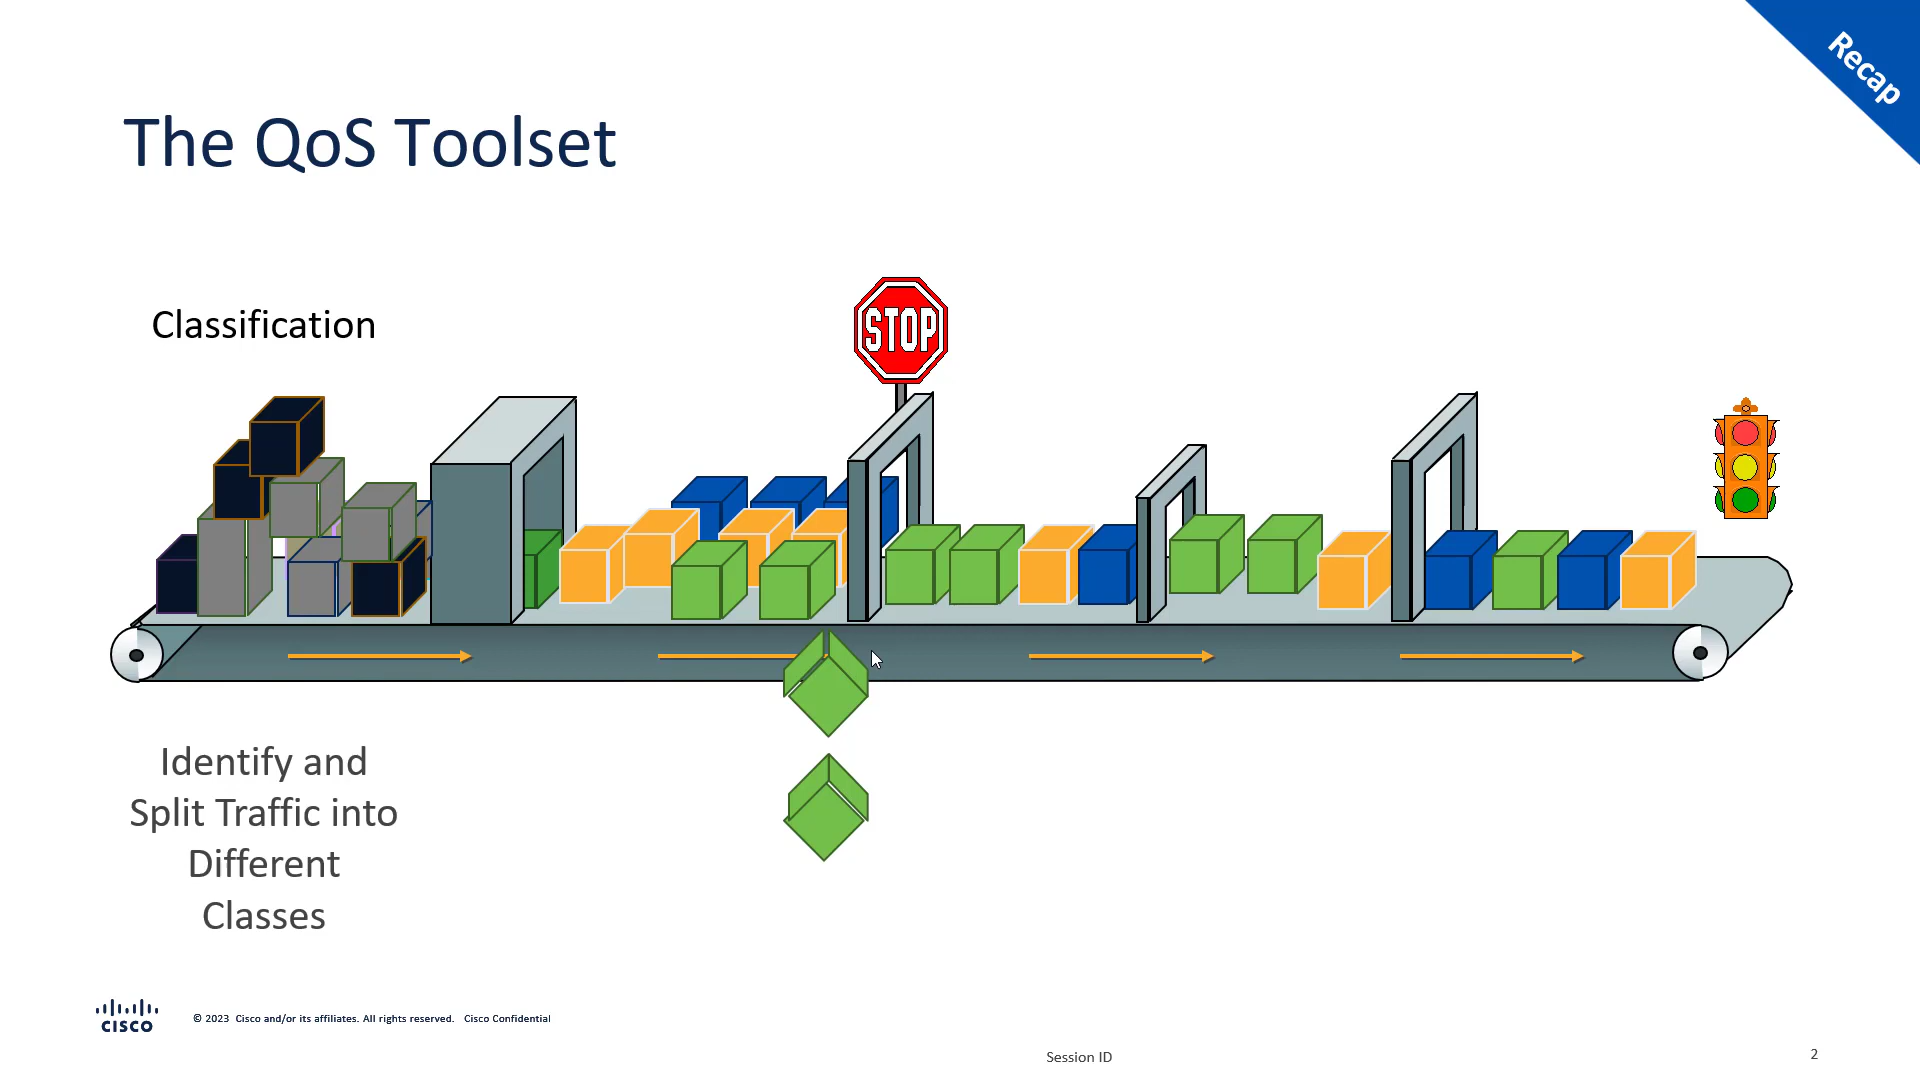 Recap
The QoS Toolset
STOP
Classification
Identify and
Split Traffic into
Different
Classes
CISCO
© 2023 Cisco and/or its affiliates. All rights reserved. Cisco Confidential
Session ID
2